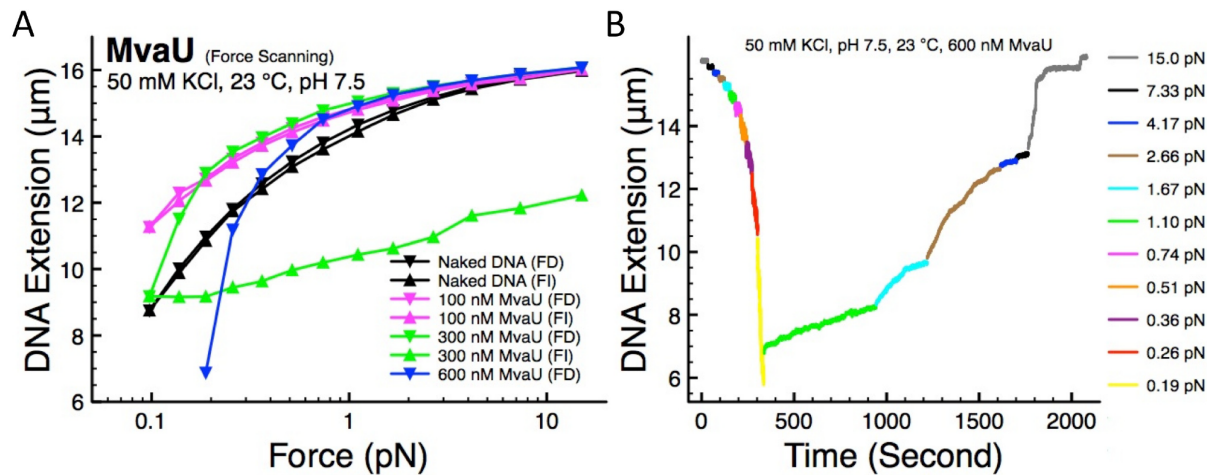 A
MvaU (Force Scanning)
50 mM KCl, 23 °C, pH 7.5
DNA Extension (µm)
16
14
12
10
8
6
0.1
1
10
Force (pN)
Naked DNA (FD)
Naked DNA (FI)
100 nM MvaU (FD)
100 nM MvaU (FI)
300 nM MvaU (FD)
300 nM MvaU (FI)
600 nM MvaU (FD)
B
50 mM KCl, pH 7.5, 23 °C, 600 nM MvaU
DNA Extension (µm)
16
14
12
10
8
6
0
500
1000
1500
2000
Time (Second)
15.0 pN
7.33 pN
4.17 pN
2.66 pN
1.67 pN
1.10 pN
0.74 pN
0.51 pN
0.36 pN
0.26 pN
0.19 pN